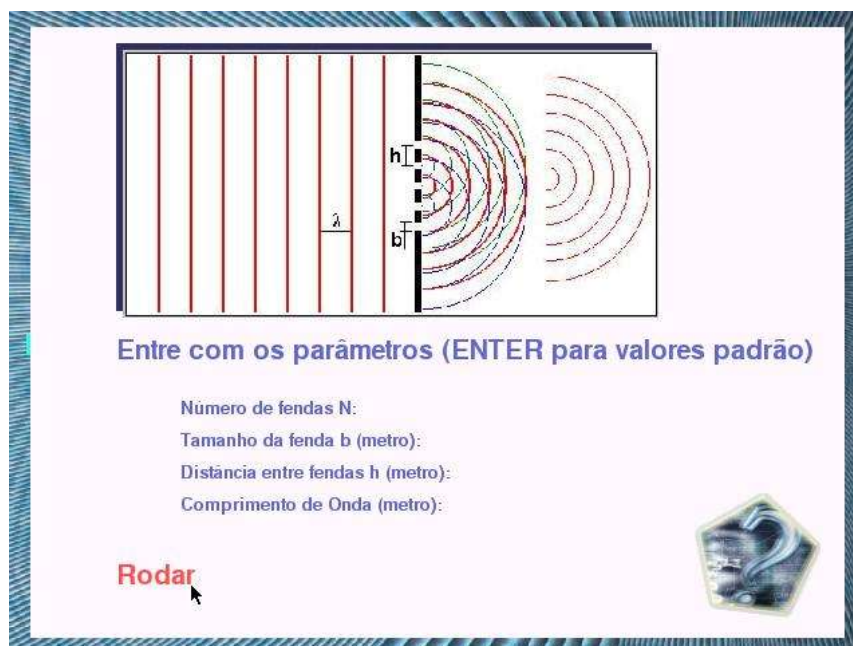 λ
h
b
Entre com os parâmetros (ENTER para valores padrão)
Número de fendas N:
Tamanho da fenda b (metro):
Distância entre fendas h (metro):
Comprimento de Onda (metro):
Rodar
?